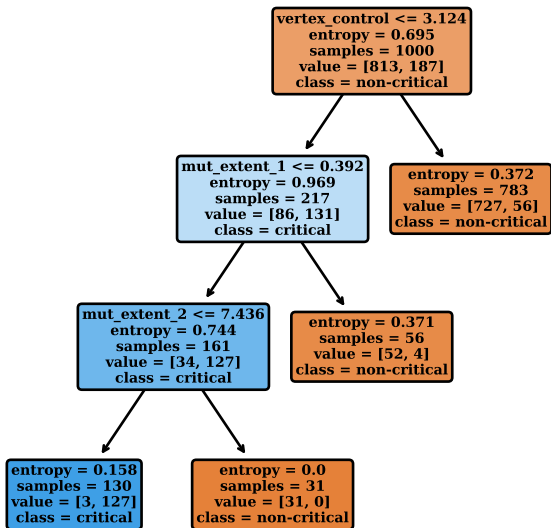 vertex_control <= 3.124
entropy = 0.695
samples = 1000
value = [813, 187]
class = non-critical
mut_extent_1 <= 0.392
entropy = 0.969
samples = 217
value = [86, 131]
class = critical
entropy = 0.372
samples = 783
value = [727, 56]
class = non-critical
mut_extent_2 <= 7.436
entropy = 0.744
samples = 161
value = [34, 127]
class = critical
entropy = 0.371
samples = 56
value = [52, 4]
class = non-critical
entropy = 0.158
samples = 130
value = [3, 127]
class = critical
entropy = 0.0
samples = 31
value = [31, 0]
class = non-critical